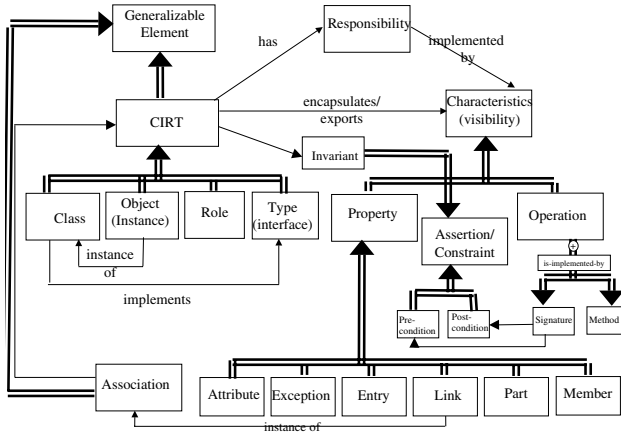 Generalizable
Element
Responsibility
has
implemented
by
encapsulates/
exports
Characteristics
(visibility)
CIRT
Invariant
Class
Object
(Instance)
Role
Type
(interface)
Property
Operation
Assertion/
Constraint
+
is-implemented-by
instance
of
implements
Pre-
condition
Post-
condition
Signature
Method
Association
Attribute
Exception
Entry
Link
Part
Member
instance of